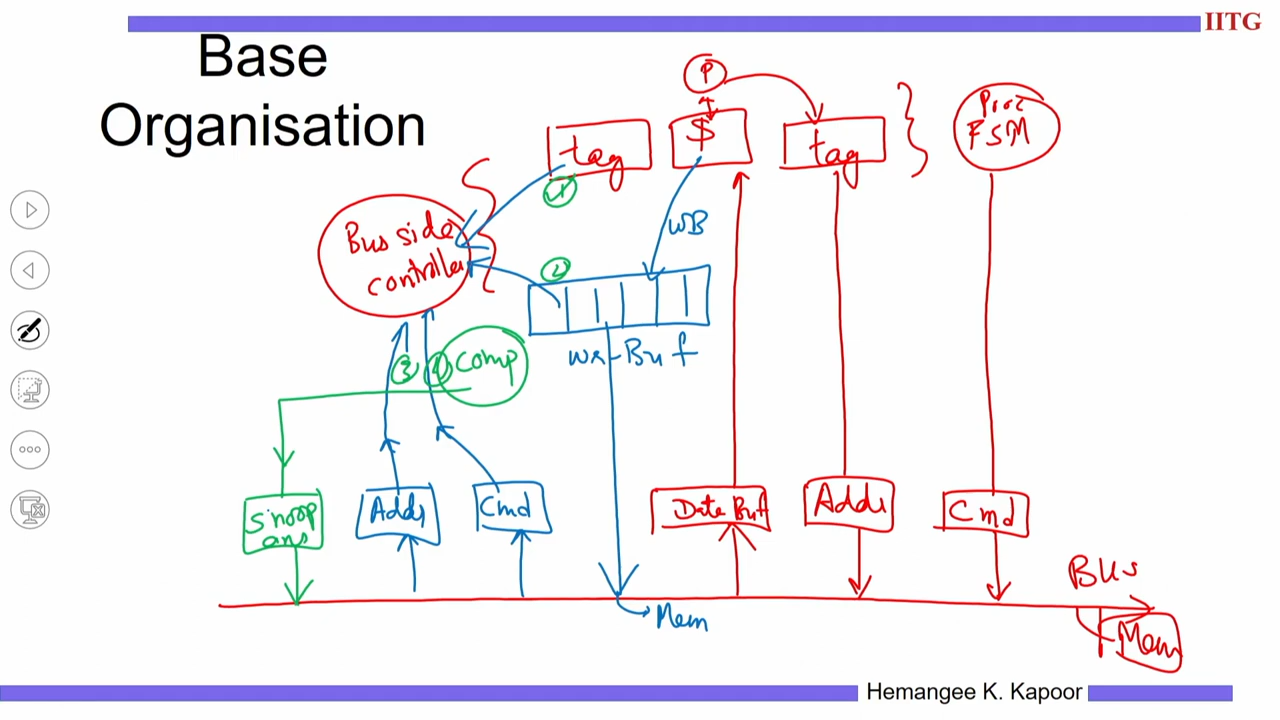 IITG
Base
Organisation
P
tag
$
tag
Proc
FSM
1
Bus side
controller
WB
2
wr-Buf
3
4
Comp
Snoop
ans
Addr
Cmd
Data Buf
Addr
Cmd
Bus
Mem
Mem
Hemangee K. Kapoor